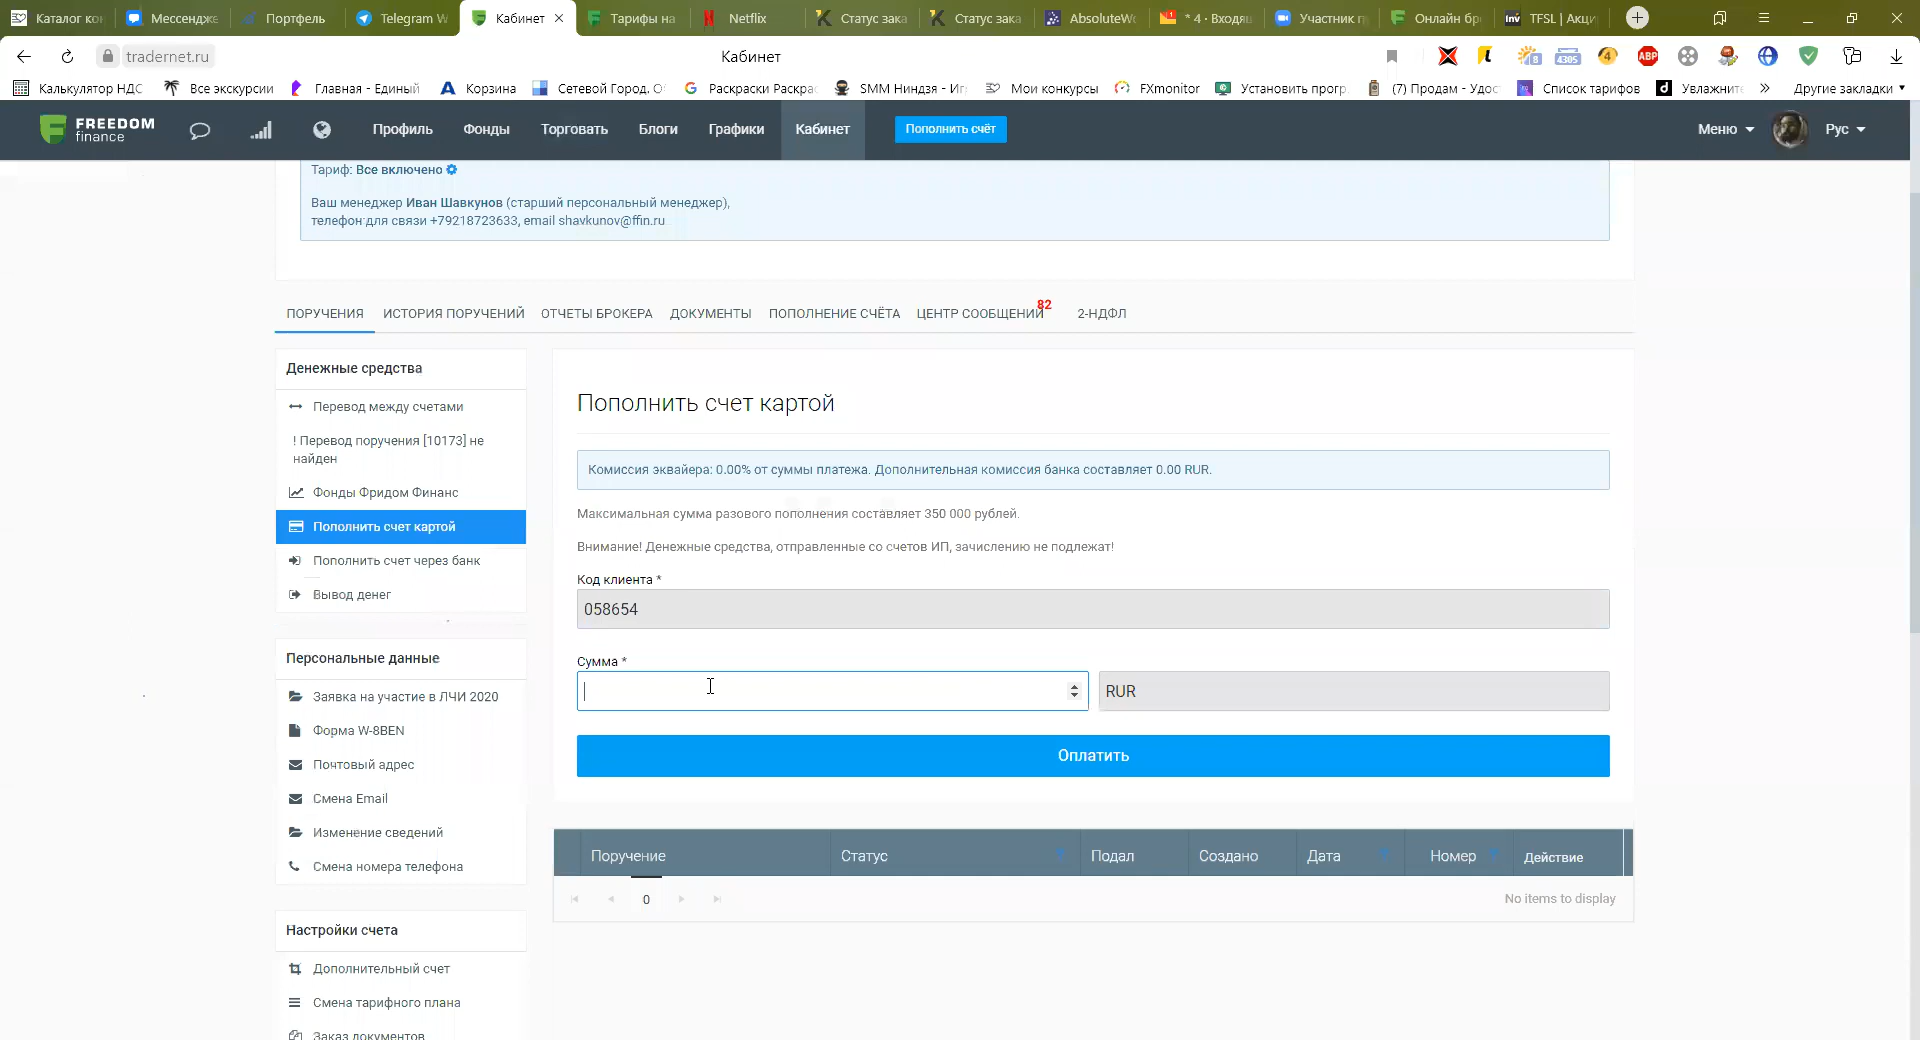 Каталог кон
Мессендже
Портфель
Telegram W
Кабинет
Тарифы на
Netflix
Статус зака
Статус зака
AbsoluteWo
* 4 · Входящ
Участник г
Онлайн бр
TFSL | Акци
tradernet.ru
Кабинет
Калькулятор НДС
Все экскурсии
Главная - Единый
Корзина
Сетевой Город. О
Раскраски Раскра
SMM Ниндзя - Иг
Мои конкурсы
FXmonitor
Установить прогр
(7) Продам - Удос
Список тарифов
Увлажните
Другие закладки
FREEDOM
finance
Профиль
Фонды
Торговать
Блоги
Графики
Кабинет
Пополнить счёт
Меню
Рус
Тариф: Все включено
Ваш менеджер Иван Шавкунов (старший персональный менеджер),
телефон для связи +79218723633, email shavkunov@ffin.ru
ПОРУЧЕНИЯ
ИСТОРИЯ ПОРУЧЕНИЙ
ОТЧЕТЫ БРОКЕРА
ДОКУМЕНТЫ
ПОПОЛНЕНИЕ СЧЁТА
ЦЕНТР СООБЩЕНИЙ 82
2-НДФЛ
Денежные средства
Перевод между счетами
! Перевод поручения [10173] не
найден
Фонды Фридом Финанс
Пополнить счет картой
Пополнить счет через банк
Вывод денег
Персональные данные
Заявка на участие в ЛЧИ 2020
Форма W-8BEN
Почтовый адрес
Смена Email
Изменение сведений
Смена номера телефона
Настройки счета
Дополнительный счет
Смена тарифного плана
Заказ документов
Пополнить счет картой
Комиссия эквайера: 0.00% от суммы платежа. Дополнительная комиссия банка составляет 0.00 RUR.
Максимальная сумма разового пополнения составляет 350 000 рублей.
Внимание! Денежные средства, отправленные со счетов ИП, зачислению не подлежат!
Код клиента *
058654
Сумма *
RUR
Оплатить
Поручение
Статус
Подал
Создано
Дата
Номер
Действие
0
No items to display